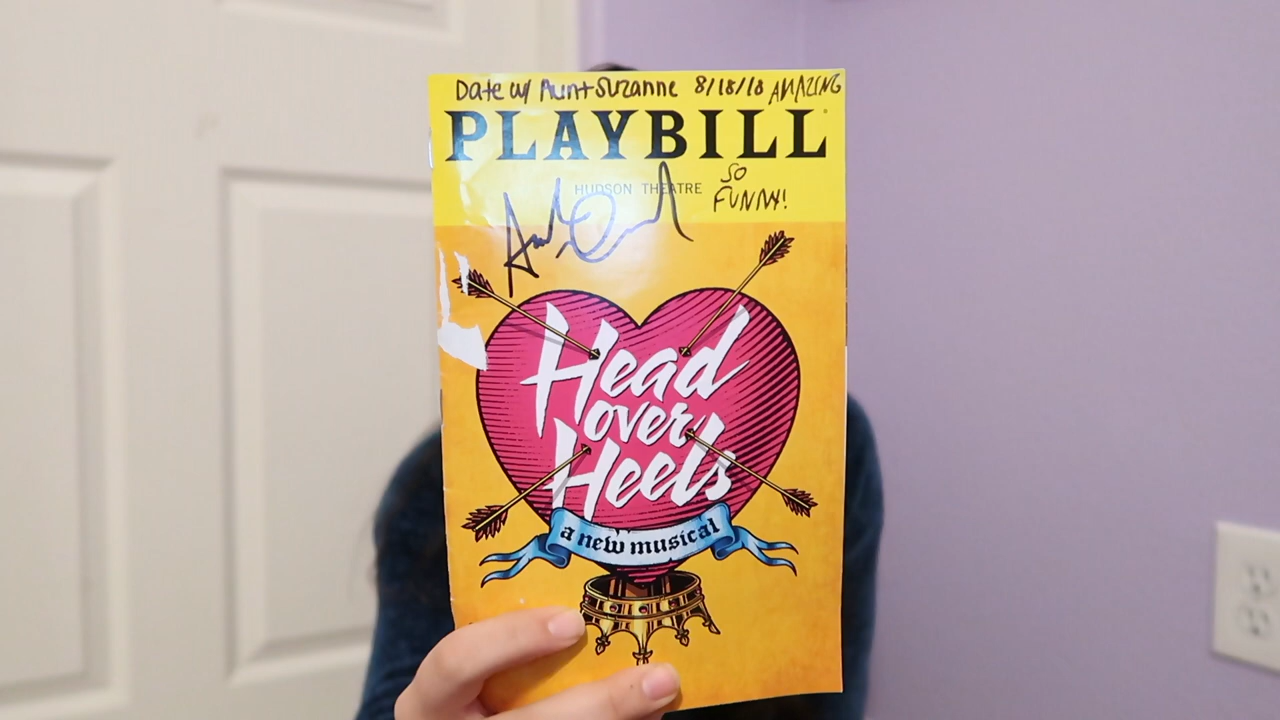 Date w/ Aunt Suzanne 8/18/18 AMAZING
PLAYBILL
HUDSON THEATRE
SO
FUNNY!
Head
over
Heels
a new musical